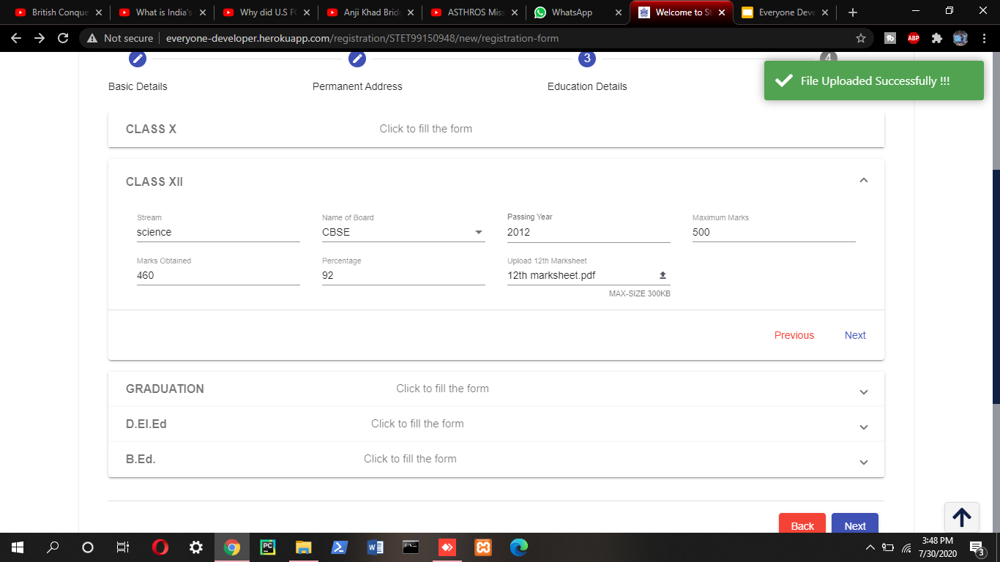 British Conque
What is India's
Why did U.S F
Anji Khad Brid
ASTHROS Miss
WhatsApp
Welcome to St
Everyone Deve
Not secure
everyone-developer.herokuapp.com/registration/STET99150948/new/registration-form
ABP
3
4
Basic Details
Permanent Address
Education Details
File Uploaded Successfully !!!
CLASS X
Click to fill the form
CLASS XII
Stream
Name of Board
Passing Year
Maximum Marks
science
CBSE
2012
500
Marks Obtained
Percentage
Upload 12th Marksheet
460
92
12th marksheet.pdf
MAX-SIZE 300KB
Previous
Next
GRADUATION
Click to fill the form
D.El.Ed
Click to fill the form
B.Ed.
Click to fill the form
Back
Next
PC
3:48 PM
7/30/2020
3